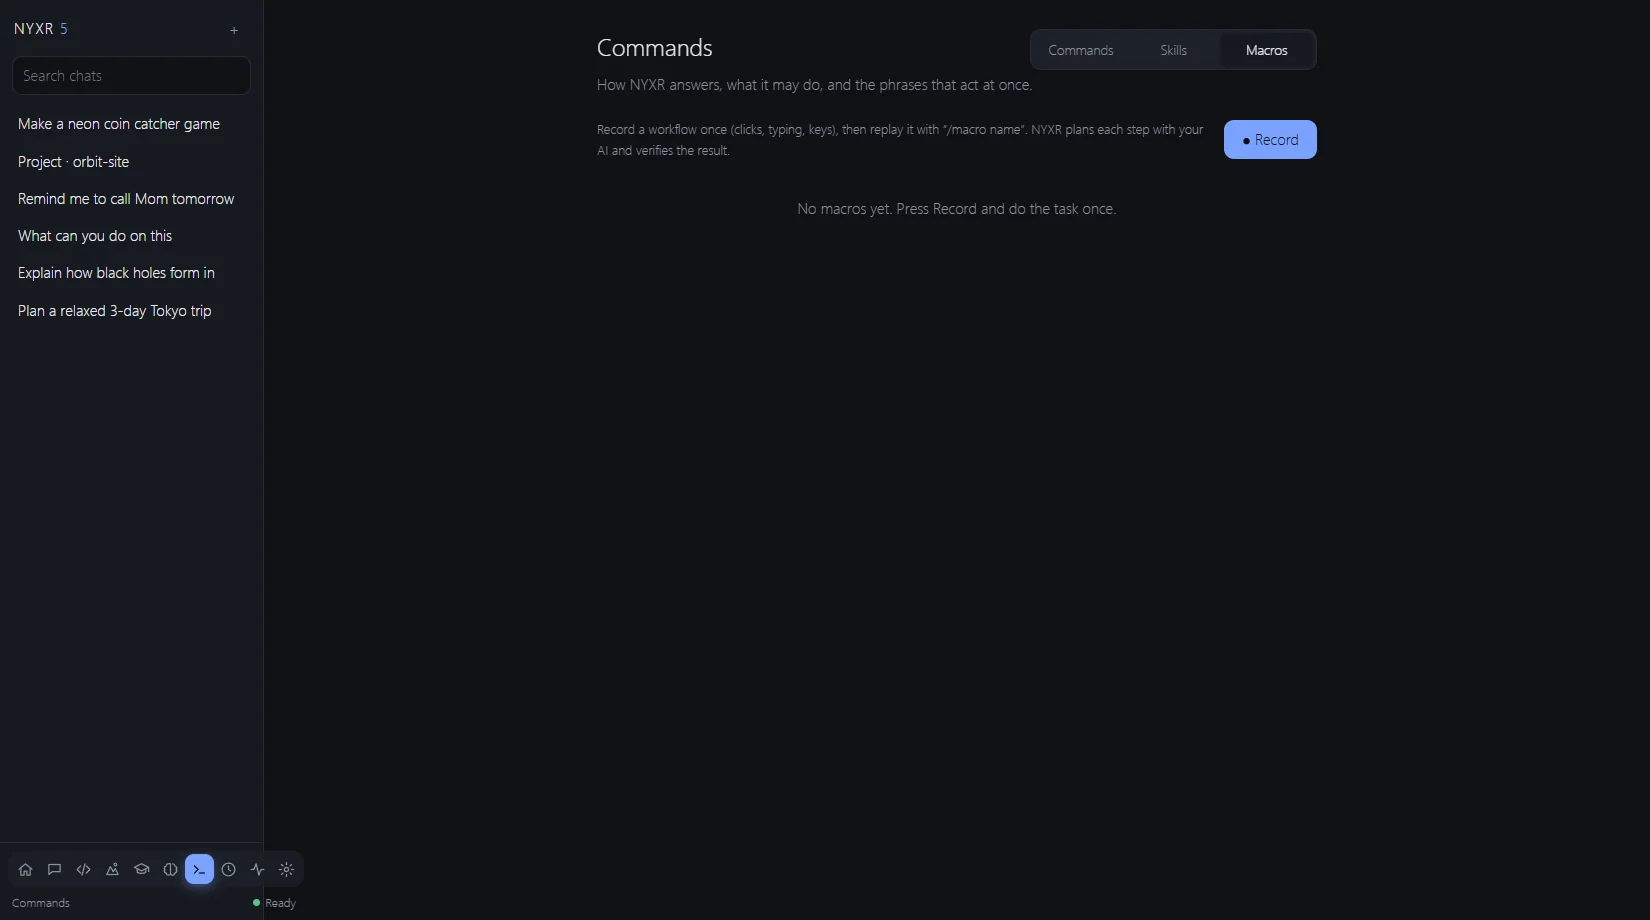 NYXR 5
+
Search chats
Make a neon coin catcher game
Project · orbit-site
Remind me to call Mom tomorrow
What can you do on this
Explain how black holes form in
Plan a relaxed 3-day Tokyo trip
Commands
Ready
Commands
Commands Skills Macros
How NYXR answers, what it may do, and the phrases that act at once.
Record a workflow once (clicks, typing, keys), then replay it with “/macro name”. NYXR plans each step with your
AI and verifies the result.
● Record
No macros yet. Press Record and do the task once.